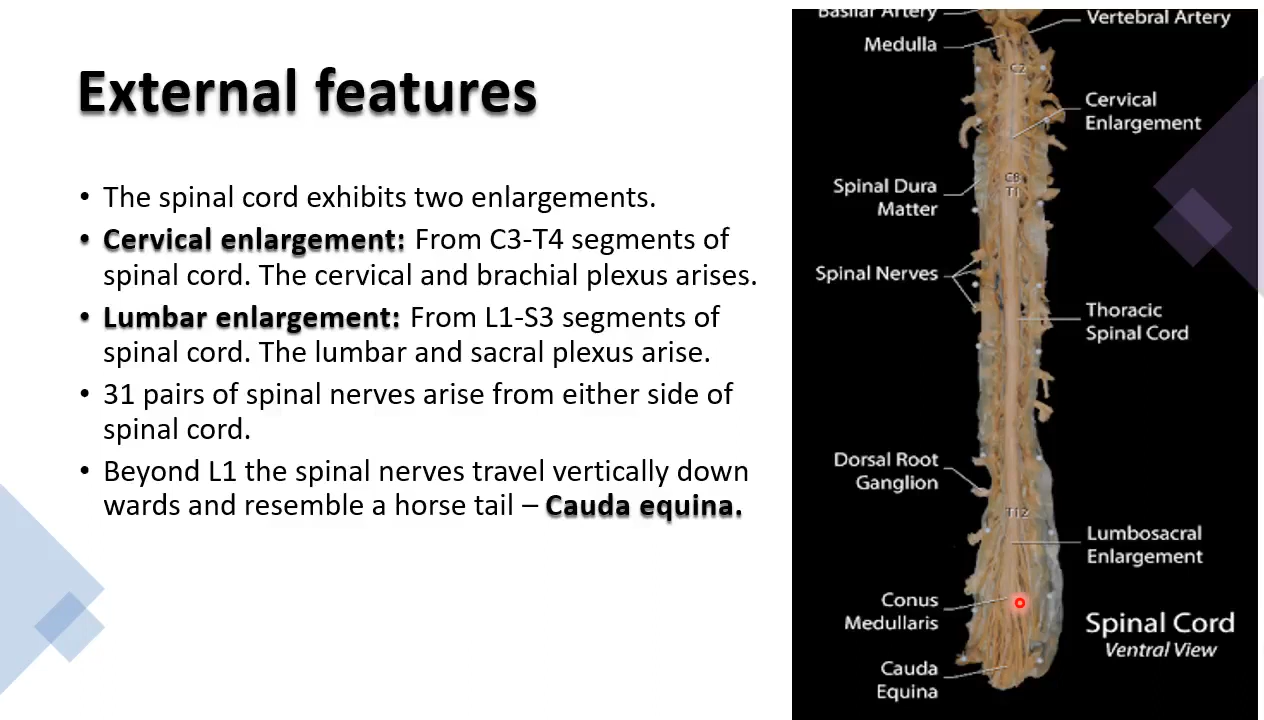 External features
• The spinal cord exhibits two enlargements.
• Cervical enlargement: From C3-T4 segments of
spinal cord. The cervical and brachial plexus arises.
• Lumbar enlargement: From L1-S3 segments of
spinal cord. The lumbar and sacral plexus arise.
• 31 pairs of spinal nerves arise from either side of
spinal cord.
• Beyond L1 the spinal nerves travel vertically down
wards and resemble a horse tail – Cauda equina.
Basilar Artery
Vertebral Artery
Medulla
C2
Cervical
Enlargement
C8
T1
Spinal Dura
Matter
Spinal Nerves
Thoracic
Spinal Cord
Dorsal Root
Ganglion
T12
Lumbosacral
Enlargement
Conus
Medullaris
Spinal Cord
Ventral View
Cauda
Equina